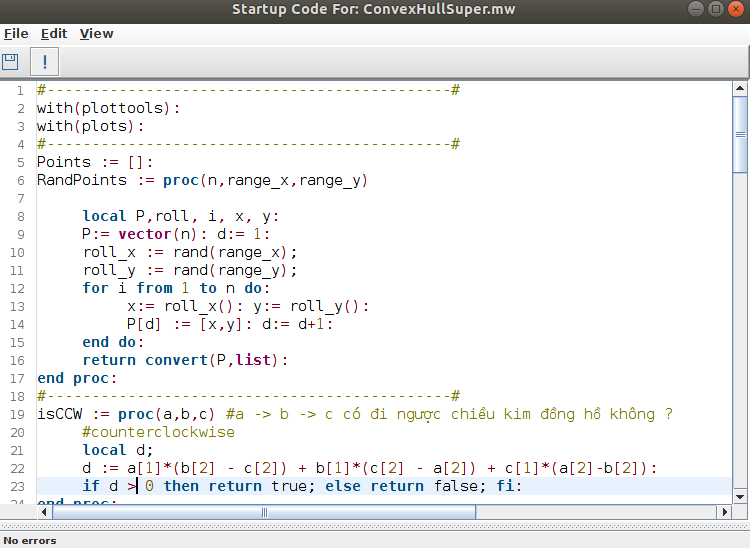 Startup Code For: ConvexHullSuper.mw
File Edit View
1 #---------------------------------------------#
2 with(plottools):
3 with(plots):
4 #---------------------------------------------#
5 Points := []:
6 RandPoints := proc(n,range_x,range_y)
7
8 local P,roll, i, x, y:
9 P:= vector(n): d:= 1:
10 roll_x := rand(range_x);
11 roll_y := rand(range_y);
12 for i from 1 to n do:
13 x:= roll_x(): y:= roll_y():
14 P[d] := [x,y]: d:= d+1:
15 end do:
16 return convert(P,list):
17 end proc:
18 #---------------------------------------------#
19 isCCW := proc(a,b,c) #a -> b -> c có đi ngược chiều kim đồng hồ không ?
20 #counterclockwise
21 local d;
22 d := a[1]*(b[2] - c[2]) + b[1]*(c[2] - a[2]) + c[1]*(a[2]-b[2]):
23 if d > 0 then return true; else return false; fi:
24 end proc:
No errors